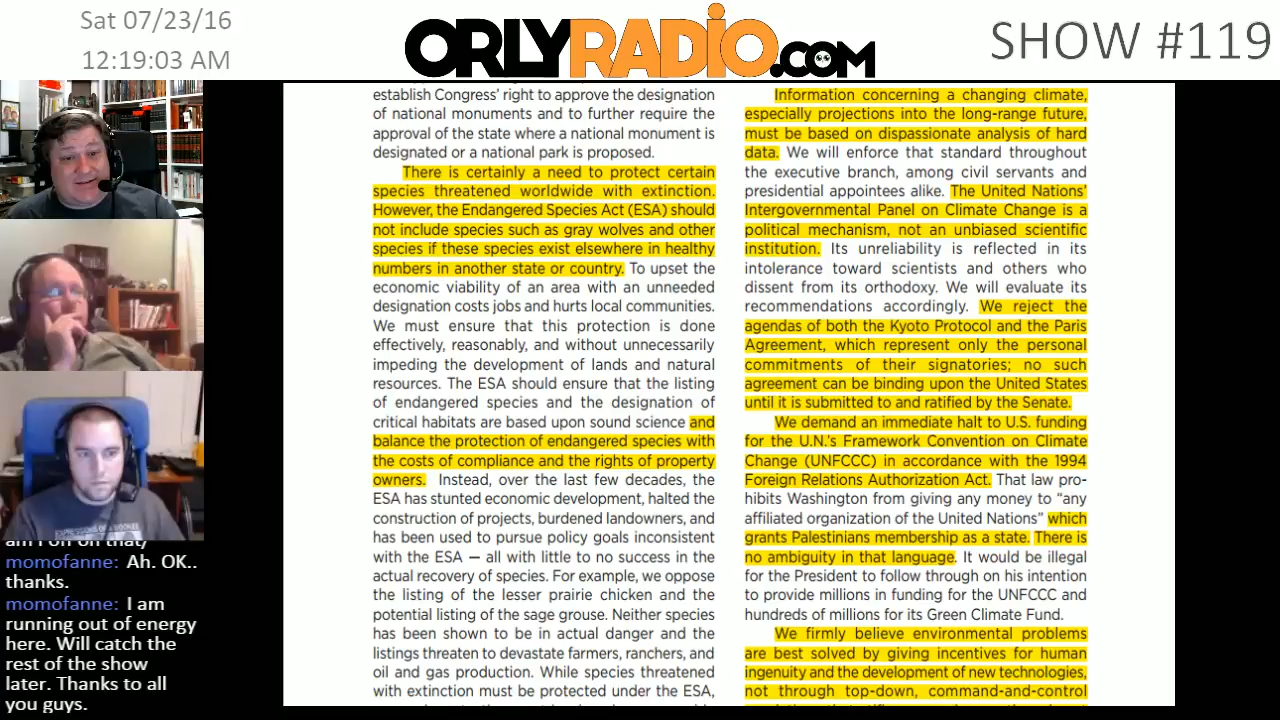 Sat 07/23/16
12:19:03 AM
ORLYRADiO.COM
SHOW #119
establish Congress’ right to approve the designation
of national monuments and to further require the
approval of the state where a national monument is
designated or a national park is proposed.
There is certainly a need to protect certain
species threatened worldwide with extinction.
However, the Endangered Species Act (ESA) should
not include species such as gray wolves and other
species if these species exist elsewhere in healthy
numbers in another state or country. To upset the
economic viability of an area with an unneeded
designation costs jobs and hurts local communities.
We must ensure that this protection is done
effectively, reasonably, and without unnecessarily
impeding the development of lands and natural
resources. The ESA should ensure that the listing
of endangered species and the designation of
critical habitats are based upon sound science and
balance the protection of endangered species with
the costs of compliance and the rights of property
owners. Instead, over the last few decades, the
ESA has stunted economic development, halted the
construction of projects, burdened landowners, and
has been used to pursue policy goals inconsistent
with the ESA — all with little to no success in the
actual recovery of species. For example, we oppose
the listing of the lesser prairie chicken and the
potential listing of the sage grouse. Neither species
has been shown to be in actual danger and the
listings threaten to devastate farmers, ranchers, and
oil and gas production. While species threatened
with extinction must be protected under the ESA,
Information concerning a changing climate,
especially projections into the long-range future,
must be based on dispassionate analysis of hard
data. We will enforce that standard throughout
the executive branch, among civil servants and
presidential appointees alike. The United Nations’
Intergovernmental Panel on Climate Change is a
political mechanism, not an unbiased scientific
institution. Its unreliability is reflected in its
intolerance toward scientists and others who
dissent from its orthodoxy. We will evaluate its
recommendations accordingly. We reject the
agendas of both the Kyoto Protocol and the Paris
Agreement, which represent only the personal
commitments of their signatories; no such
agreement can be binding upon the United States
until it is submitted to and ratified by the Senate.
We demand an immediate halt to U.S. funding
for the U.N.’s Framework Convention on Climate
Change (UNFCCC) in accordance with the 1994
Foreign Relations Authorization Act. That law pro-
hibits Washington from giving any money to “any
affiliated organization of the United Nations” which
grants Palestinians membership as a state. There is
no ambiguity in that language. It would be illegal
for the President to follow through on his intention
to provide millions in funding for the UNFCCC and
hundreds of millions for its Green Climate Fund.
We firmly believe environmental problems
are best solved by giving incentives for human
ingenuity and the development of new technologies,
not through top-down, command-and-control
momofanne: Ah. OK..
thanks.
momofanne: I am
running out of energy
here. Will catch the
rest of the show
later. Thanks to all
you guys.